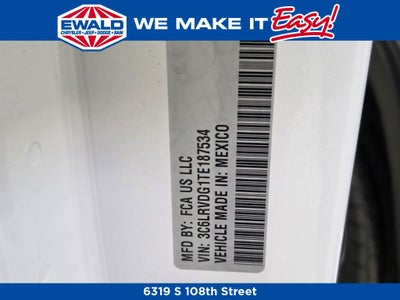 EWALD
CHRYSLER • JEEP • DODGE • RAM
WE MAKE IT Easy!
MFD BY: FCA US LLC
VIN: 3C6LRVDG1TE187534
VEHICLE MADE IN: MEXICO
6319 S 108th Street